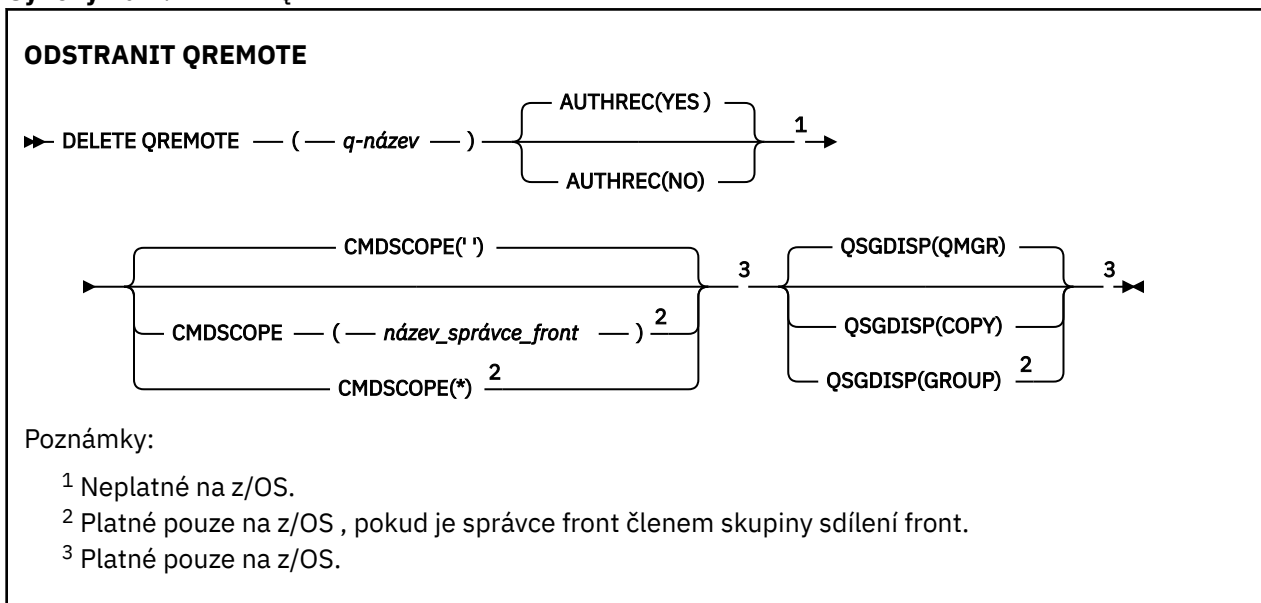 ODSTRANIT QREMOTE
AUTHREC(YES )
DELETE QREMOTE ( q-název ) 1
AUTHREC(NO)
CMDSCOPE(' ') QSGDISP(QMGR)
3 3
CMDSCOPE ( název_správce_front ) 2 QSGDISP(COPY)
CMDSCOPE(*) 2 QSGDISP(GROUP) 2
Poznámky:
1 Neplatné na z/OS.
2 Platné pouze na z/OS , pokud je správce front členem skupiny sdílení front.
3 Platné pouze na z/OS.